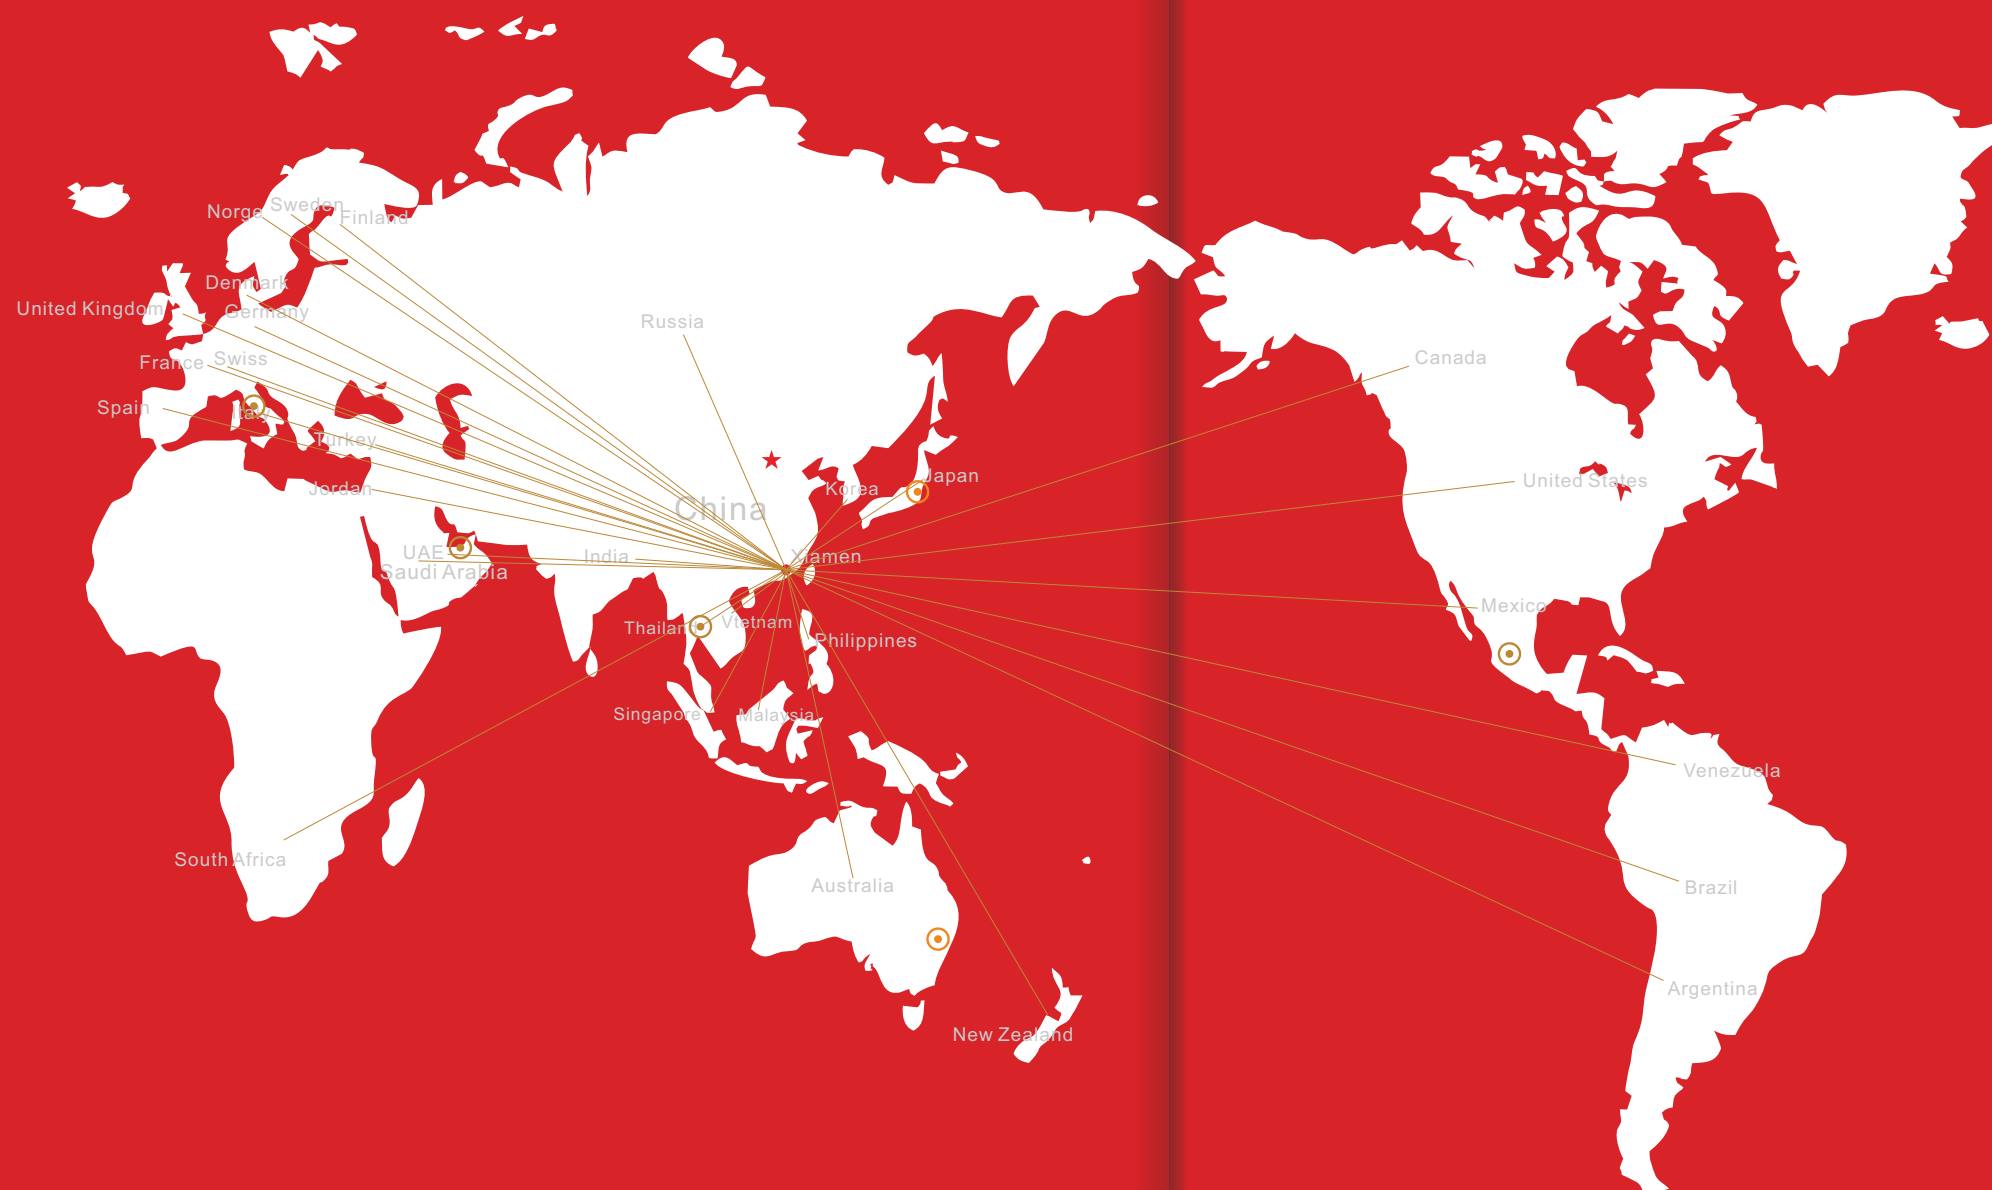 Sweden
Norge
Finland
Denmark
United Kingdom
Germany
Russia
France
Swiss
Canada
Spain
Italy
Turkey
Japan
United States
Jordan
Korea
China
UAE
India
Xiamen
Saudi Arabia
Mexico
Thailand
Vtetnam
Philippines
Singapore
Malaysia
Venezuela
South Africa
Australia
Brazil
Argentina
New Zealand